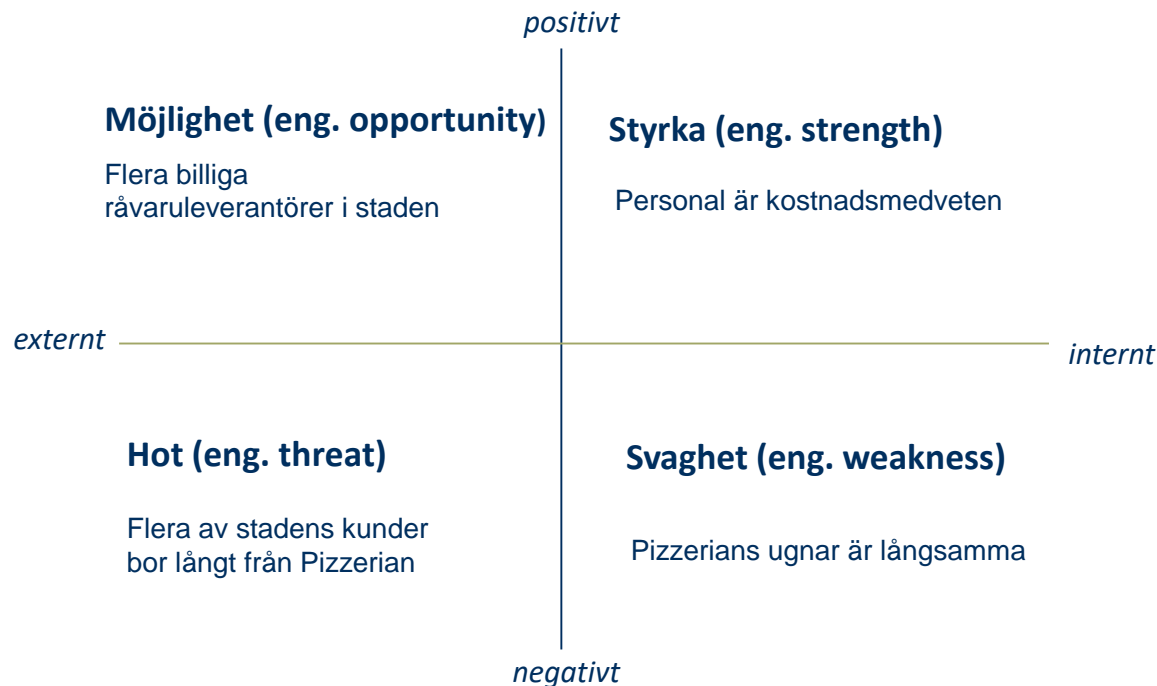 positivt
Möjlighet (eng. opportunity)
Flera billiga
råvaruleverantörer i staden
Styrka (eng. strength)
Personal är kostnadsmedveten
externt
internt
Hot (eng. threat)
Flera av stadens kunder
bor långt från Pizzerian
Svaghet (eng. weakness)
Pizzerians ugnar är långsamma
negativt